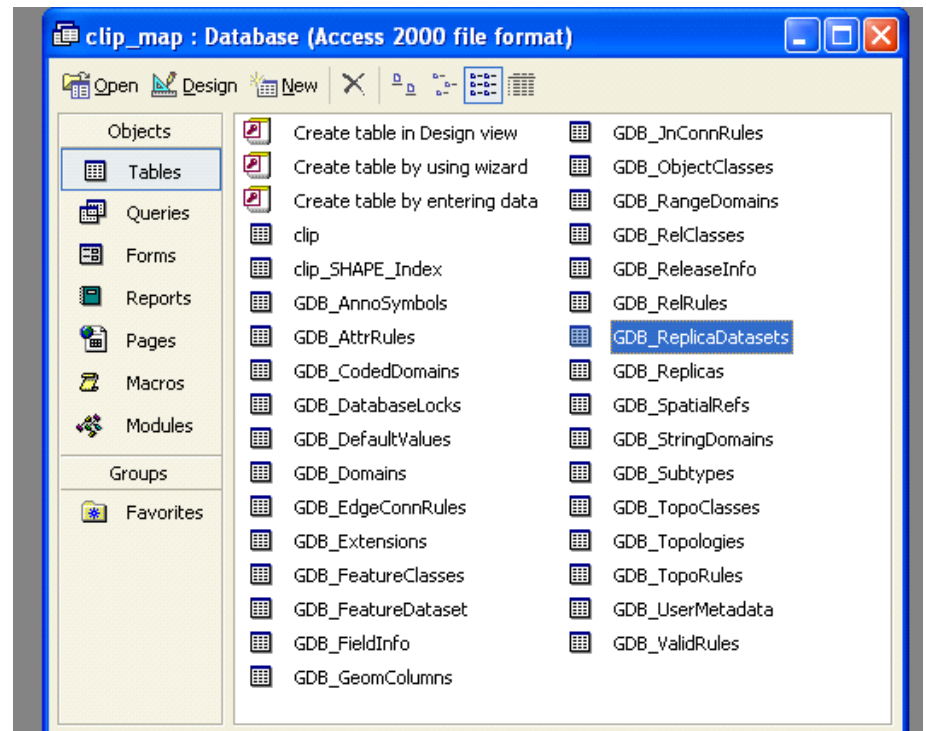 clip_map : Database (Access 2000 file format)
Open Design New
Objects
Tables
Queries
Forms
Reports
Pages
Macros
Modules
Groups
Favorites
Create table in Design view
Create table by using wizard
Create table by entering data
clip
clip_SHAPE_Index
GDB_AnnoSymbols
GDB_AttrRules
GDB_CodedDomains
GDB_DatabaseLocks
GDB_DefaultValues
GDB_Domains
GDB_EdgeConnRules
GDB_Extensions
GDB_FeatureClasses
GDB_FeatureDataset
GDB_FieldInfo
GDB_GeomColumns
GDB_JnConnRules
GDB_ObjectClasses
GDB_RangeDomains
GDB_RelClasses
GDB_ReleaseInfo
GDB_RelRules
GDB_ReplicaDatasets
GDB_Replicas
GDB_SpatialRefs
GDB_StringDomains
GDB_Subtypes
GDB_TopoClasses
GDB_Topologies
GDB_TopoRules
GDB_UserMetadata
GDB_ValidRules